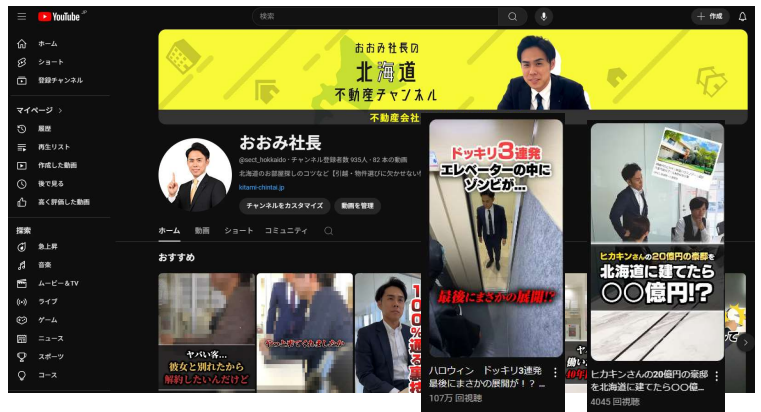 YouTube JP
検索
作成
ホーム
ショート
登録チャンネル
マイページ
履歴
再生リスト
作成した動画
後で見る
高く評価した動画
探索
急上昇
音楽
ムービー＆TV
ライブ
ゲーム
ニュース
スポーツ
コース
おおみ社長の
北海道
不動産チャンネル
不動産会社
おおみ社長
@sect_hokkaido・チャンネル登録者数 935人・82 本の動画
北海道のお部屋探しのコツなど【引越・物件選びに欠かせない
kitami-chintai.jp
チャンネルをカスタマイズ
動画を管理
ホーム
動画
ショート
コミュニティ
おすすめ
ヤバい客…
彼女と別れたから
解約したいんだけど
やっと来てくれましたね
100%通る裏技
ドッキリ3連発
エレベーターの中に
ゾンビが…
最後にまさかの展開!?
ハロウィン　ドッキリ3連発
最後にまさかの展開が！？ ...
107万 回視聴
ヒカキンさんの20億円の豪邸を
北海道に建てたら
〇〇億円!?
ヒカキンさんの20億円の豪邸
を北海道に建てたら〇〇億...
4045 回視聴